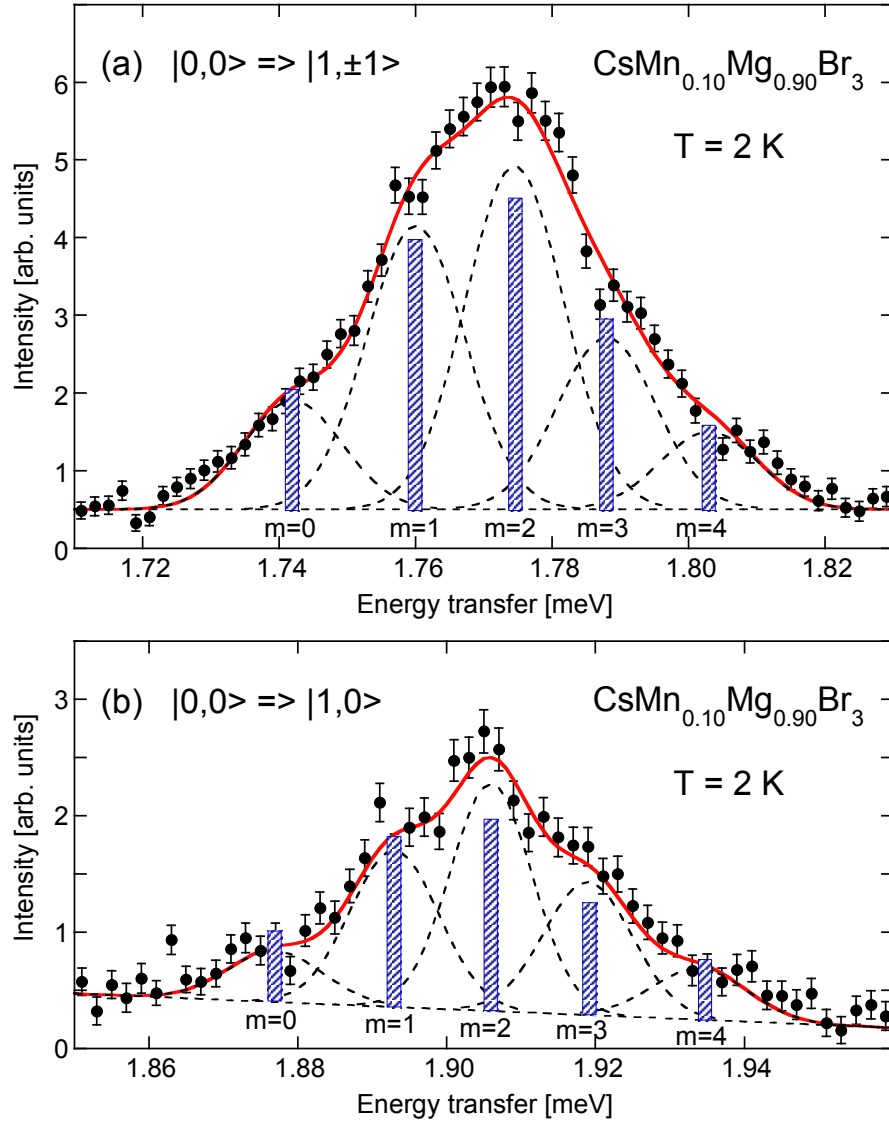 (a) |0,0> => |1,±1> CsMn0.10Mg0.90Br3
T = 2 K
Intensity [arb. units]
6
5
4
3
2
1
0
m=0 m=1 m=2 m=3 m=4
1.72 1.74 1.76 1.78 1.80 1.82
Energy transfer [meV]
(b) |0,0> => |1,0> CsMn0.10Mg0.90Br3
T = 2 K
Intensity [arb. units]
3
2
1
0
m=0 m=1 m=2 m=3 m=4
1.86 1.88 1.90 1.92 1.94
Energy transfer [meV]